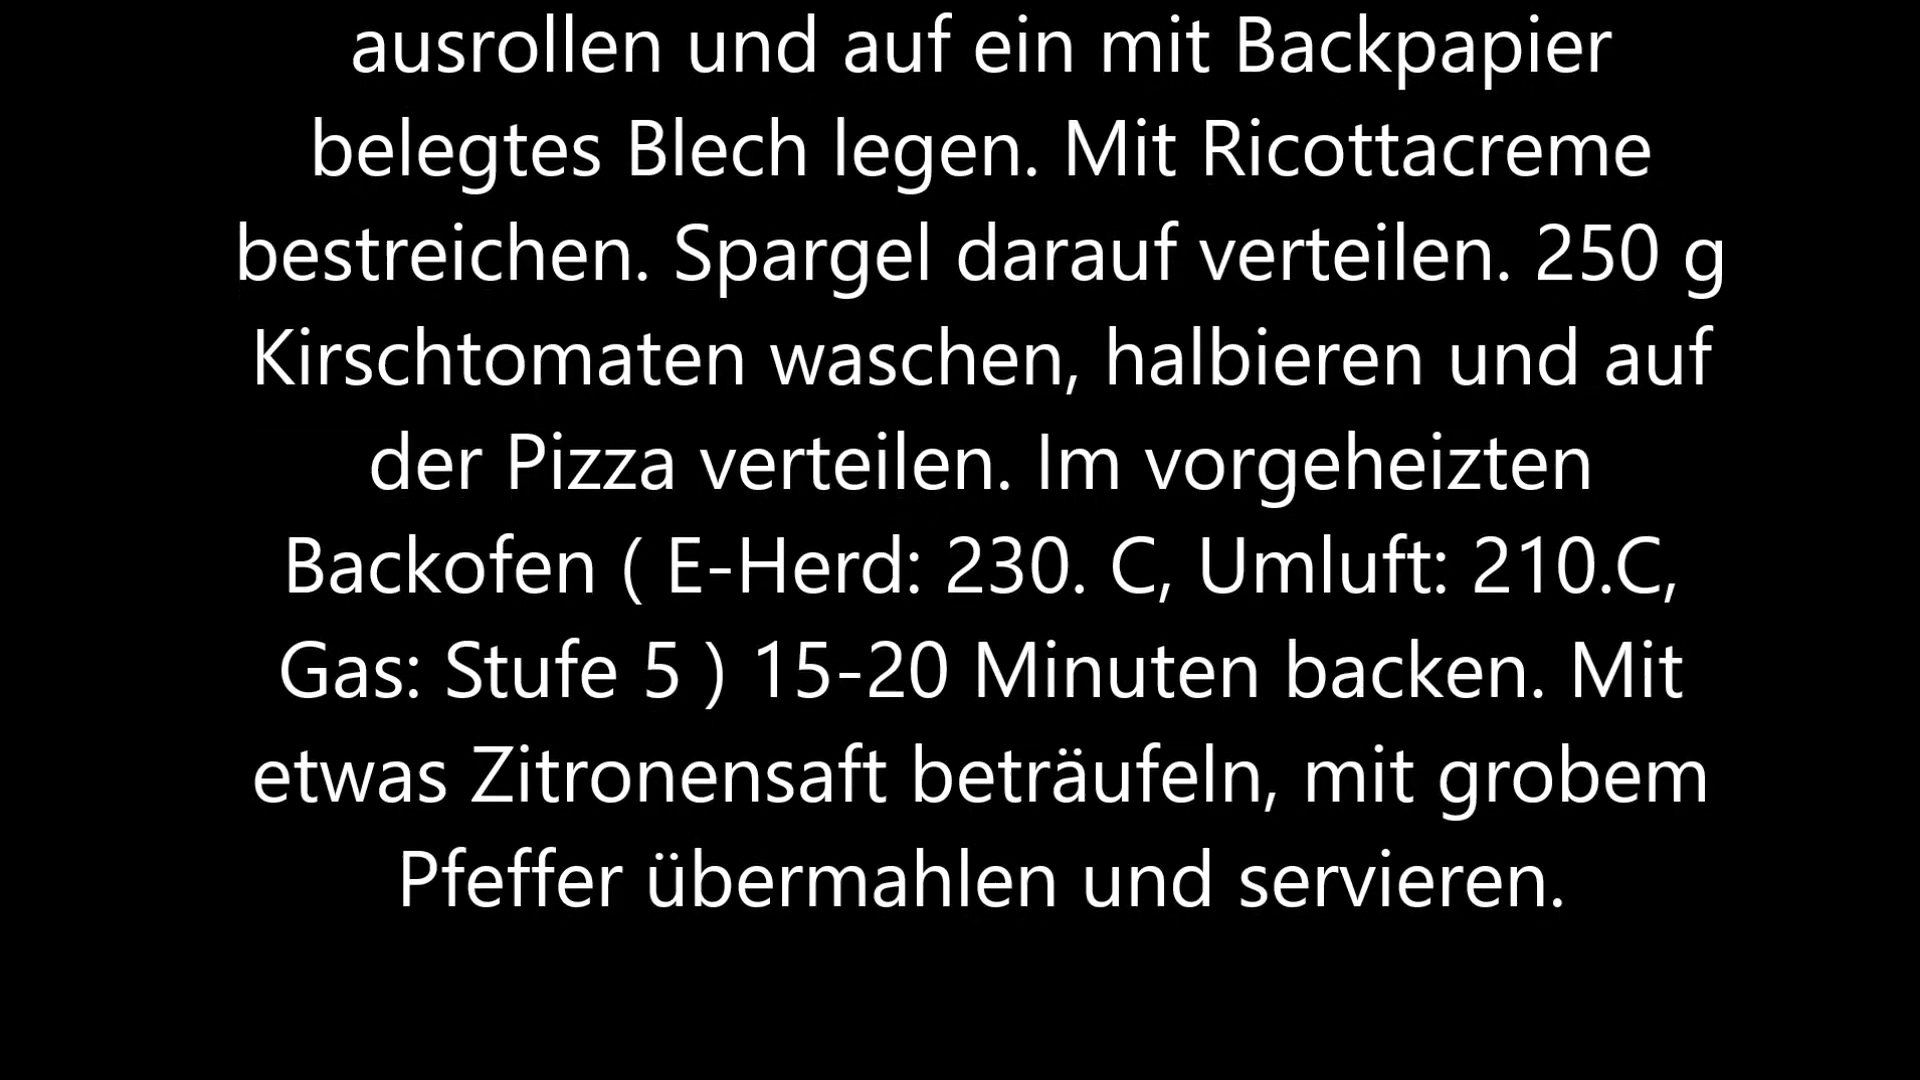 ausrollen und auf ein mit Backpapier
belegtes Blech legen. Mit Ricottacreme
bestreichen. Spargel darauf verteilen. 250 g
Kirschtomaten waschen, halbieren und auf
der Pizza verteilen. Im vorgeheizten
Backofen ( E-Herd: 230. C, Umluft: 210.C,
Gas: Stufe 5 ) 15-20 Minuten backen. Mit
etwas Zitronensaft beträufeln, mit grobem
Pfeffer übermahlen und servieren.